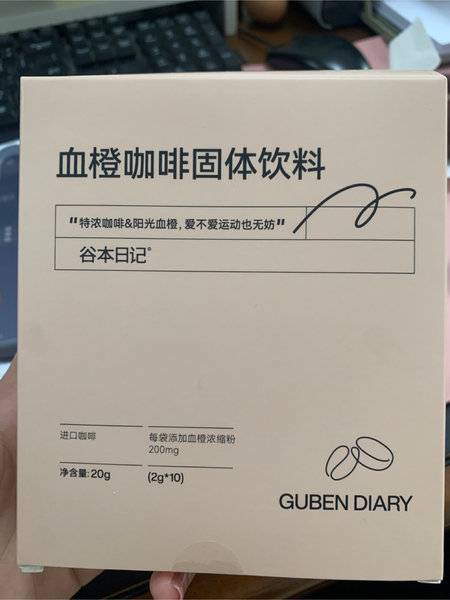 血橙咖啡固体饮料
"特浓咖啡&阳光血橙，爱不爱运动也无妨"
谷本日记®
进口咖啡
每袋添加血橙浓缩粉
200mg
净含量: 20g
(2g*10)
GUBEN DIARY